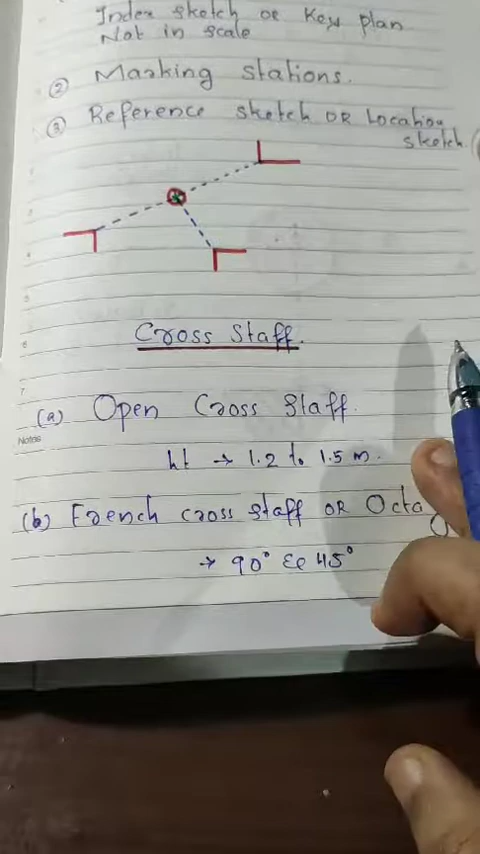 Index sketch or Key plan
Not in scale
② Marking stations.
③ Reference sketch OR Location
sketch
Cross Staff.
(a) Open Cross Staff.
Notes
ht → 1.2 to 1.5 m.
(b) French cross staff OR Octa
→ 90° & 45°